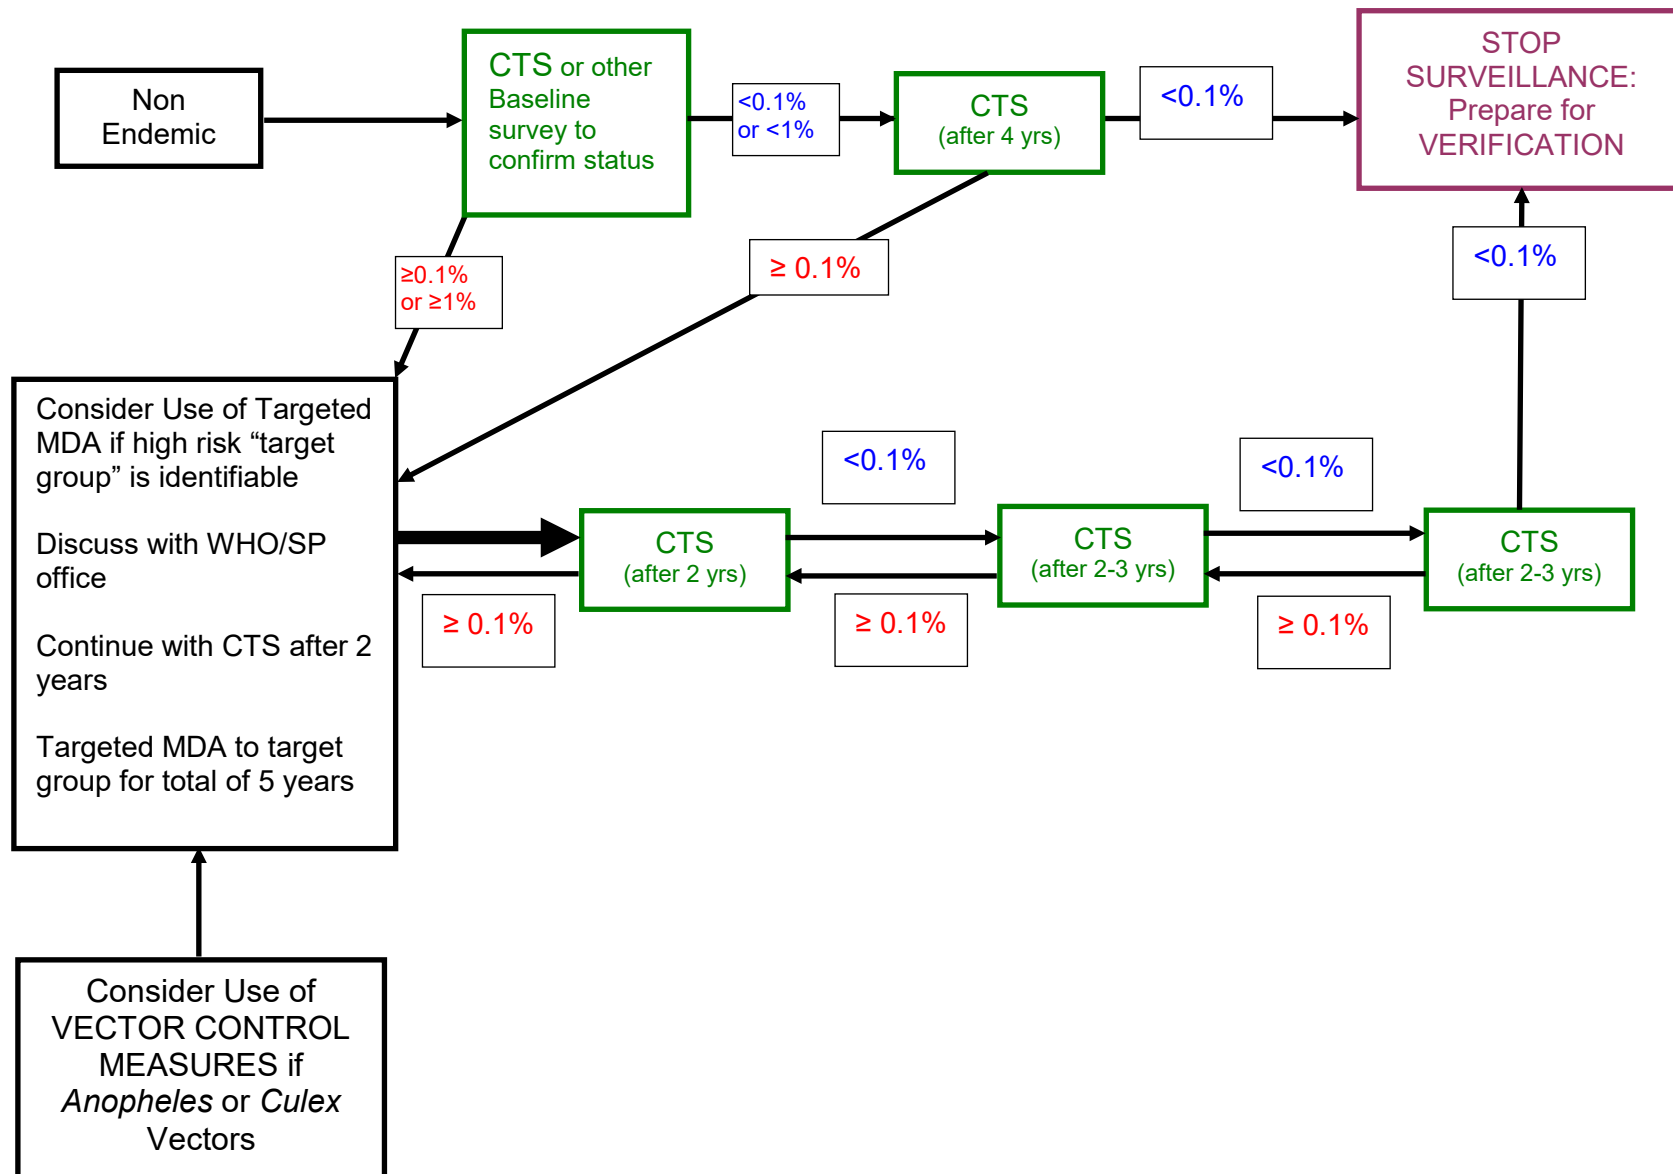 Non
Endemic
CTS or other
Baseline
survey to
confirm status
<0.1%
or <1%
CTS
(after 4 yrs)
<0.1%
STOP
SURVEILLANCE:
Prepare for
VERIFICATION
≥0.1%
or ≥1%
≥ 0.1%
<0.1%
Consider Use of Targeted
MDA if high risk “target
group” is identifiable
Discuss with WHO/SP
office
Continue with CTS after 2
years
Targeted MDA to target
group for total of 5 years
<0.1%
<0.1%
CTS
(after 2 yrs)
CTS
(after 2-3 yrs)
CTS
(after 2-3 yrs)
≥ 0.1%
≥ 0.1%
≥ 0.1%
Consider Use of
VECTOR CONTROL
MEASURES if
Anopheles or Culex
Vectors